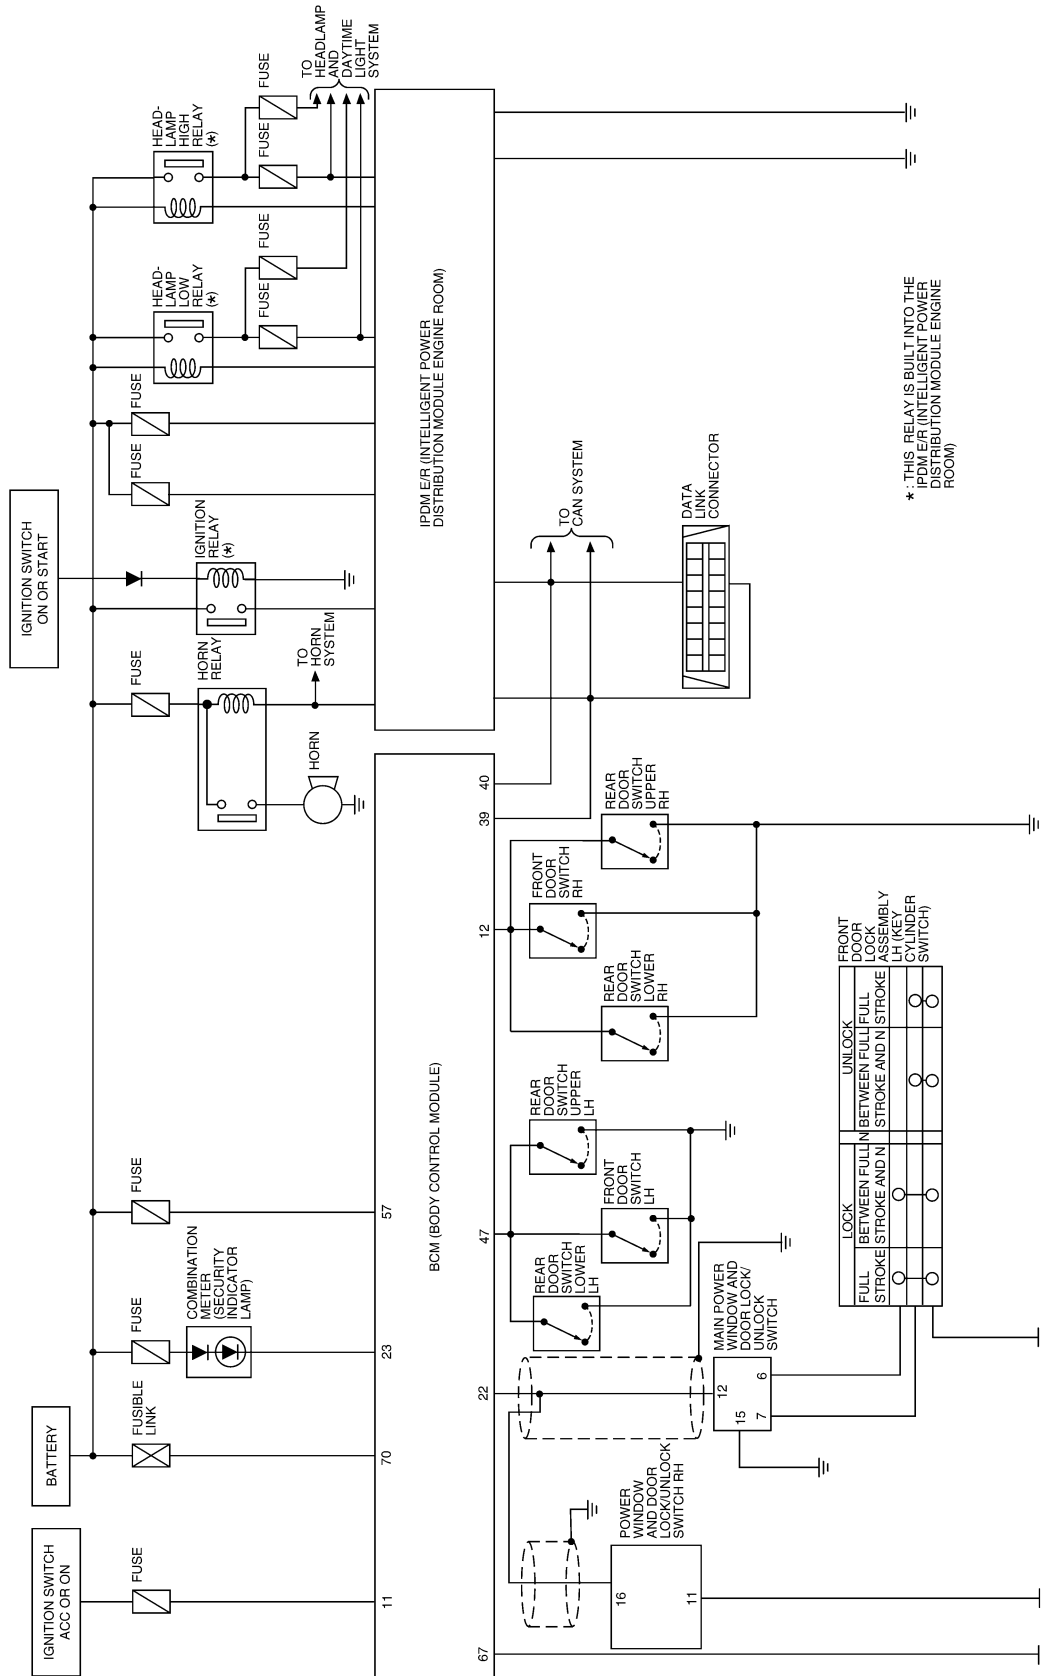 IGNITION SWITCH
ACC OR ON
FUSE
11
BATTERY
FUSIBLE
LINK
70
FUSE
COMBINATION
METER
(SECURITY
INDICATOR
LAMP)
23
FUSE
57
FUSE
HORN
RELAY
HORN
TO
HORN
SYSTEM
IGNITION SWITCH
ON OR START
IGNITION
RELAY
(*)
FUSE
FUSE
HEAD-
LAMP
LOW
RELAY
(*)
FUSE
FUSE
HEAD-
LAMP
HIGH
RELAY
(*)
FUSE
FUSE
TO
HEADLAMP
AND
DAYTIME
LIGHT
SYSTEM
BCM (BODY CONTROL MODULE)
IPDM E/R (INTELLIGENT POWER
DISTRIBUTION MODULE ENGINE ROOM)
67
22
47
12
39
40
TO
CAN SYSTEM
DATA
LINK
CONNECTOR
POWER
WINDOW
AND DOOR
LOCK/UNLOCK
SWITCH RH
16
11
MAIN POWER
WINDOW AND
DOOR LOCK/
UNLOCK
SWITCH
12
15
7
6
REAR
DOOR
SWITCH
LOWER
LH
FRONT
DOOR
SWITCH
LH
REAR
DOOR
SWITCH
UPPER
LH
REAR
DOOR
SWITCH
LOWER
RH
FRONT
DOOR
SWITCH
RH
REAR
DOOR
SWITCH
UPPER
RH
FRONT
DOOR
LOCK
ASSEMBLY
LH (KEY
CYLINDER
SWITCH)
LOCK
UNLOCK
FULL
STROKE
BETWEEN FULL
STROKE AND N
N
BETWEEN FULL
STROKE AND N
FULL
STROKE
* : THIS RELAY IS BUILT INTO THE
IPDM E/R (INTELLIGENT POWER
DISTRIBUTION MODULE ENGINE
ROOM)